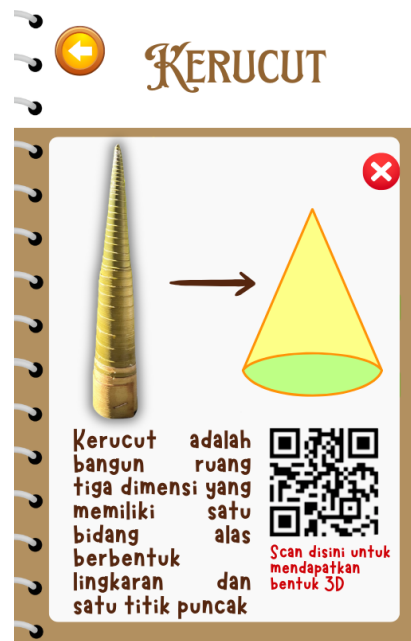 KERUCUT
Kerucut adalah
bangun ruang
tiga dimensi yang
memiliki satu
bidang alas
berbentuk
lingkaran dan
satu titik puncak
Scan disini untuk
mendapatkan
bentuk 3D